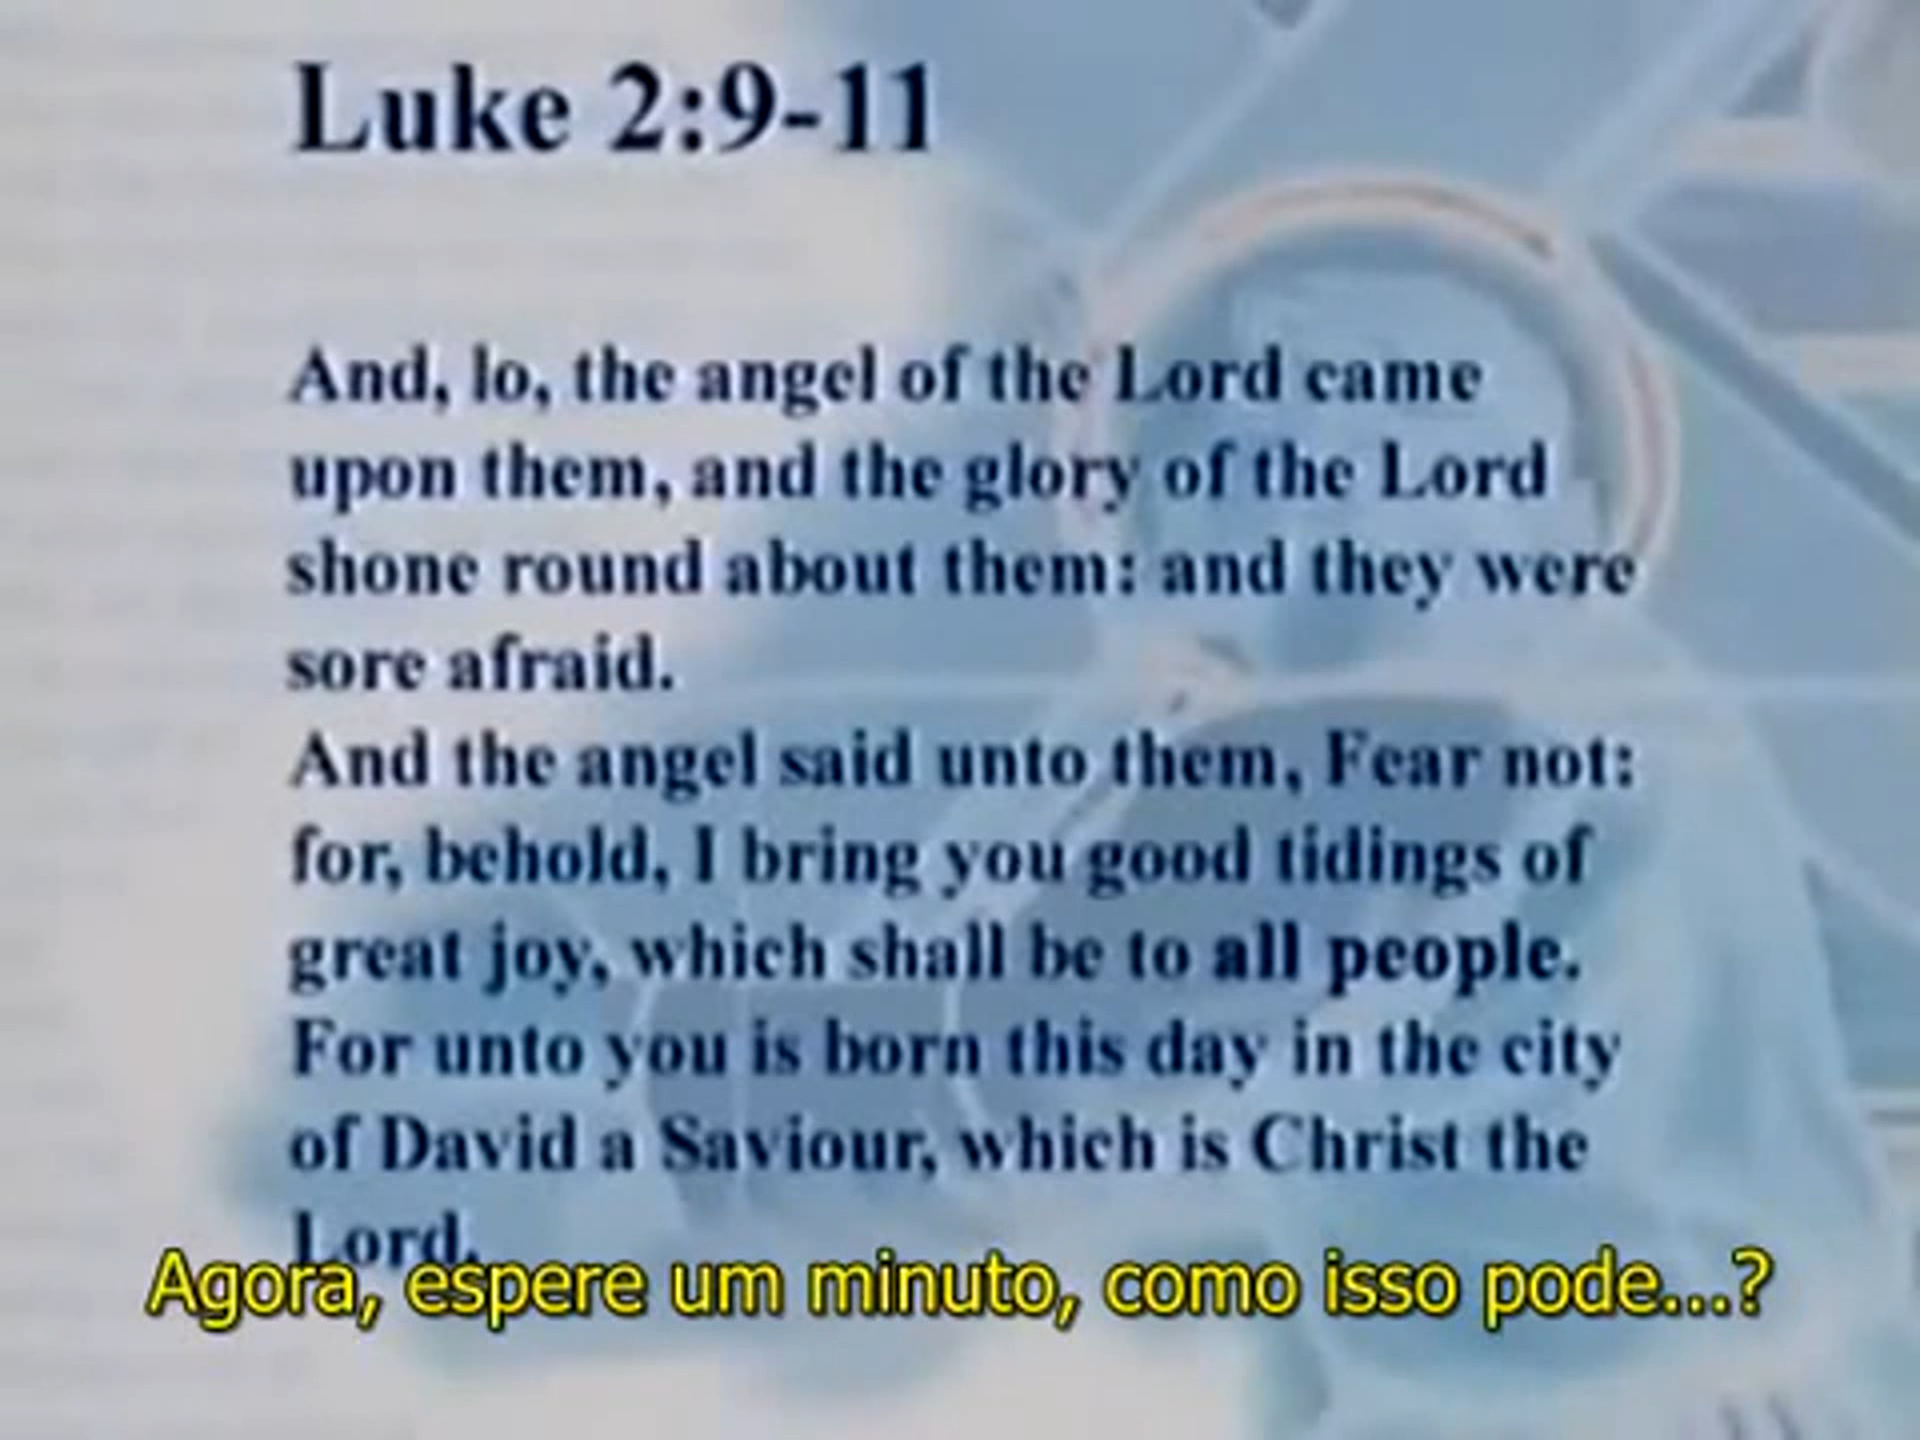 Luke 2:9-11
And, lo, the angel of the Lord came
upon them, and the glory of the Lord
shone round about them: and they were
sore afraid.
And the angel said unto them, Fear not:
for, behold, I bring you good tidings of
great joy, which shall be to all people.
For unto you is born this day in the city
of David a Saviour, which is Christ the
Lord.
Agora, espere um minuto, como isso pode...?